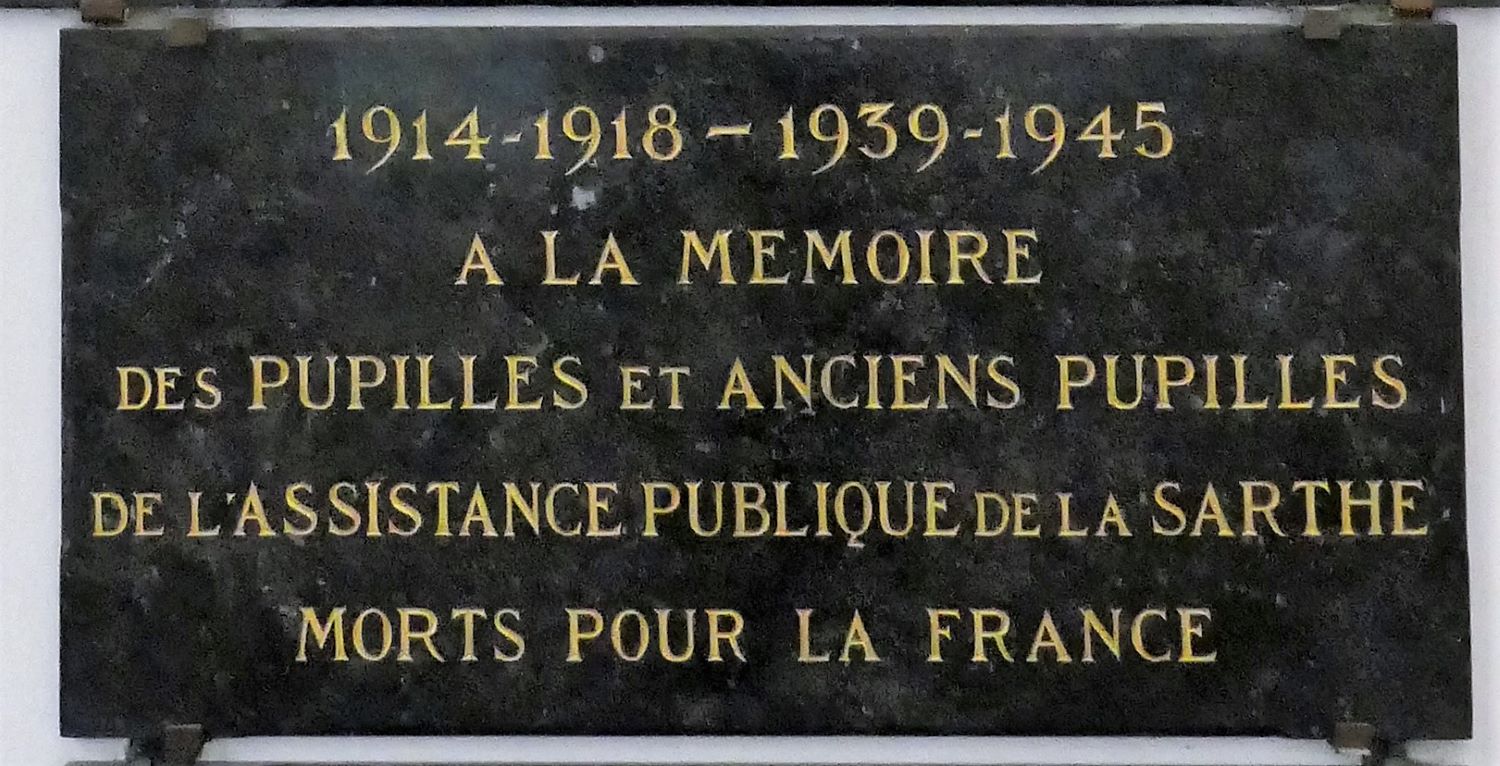 1914-1918 – 1939-1945
A LA MEMOIRE
DES PUPILLES ET ANCIENS PUPILLES
DE L'ASSISTANCE PUBLIQUE DE LA SARTHE
MORTS POUR LA FRANCE